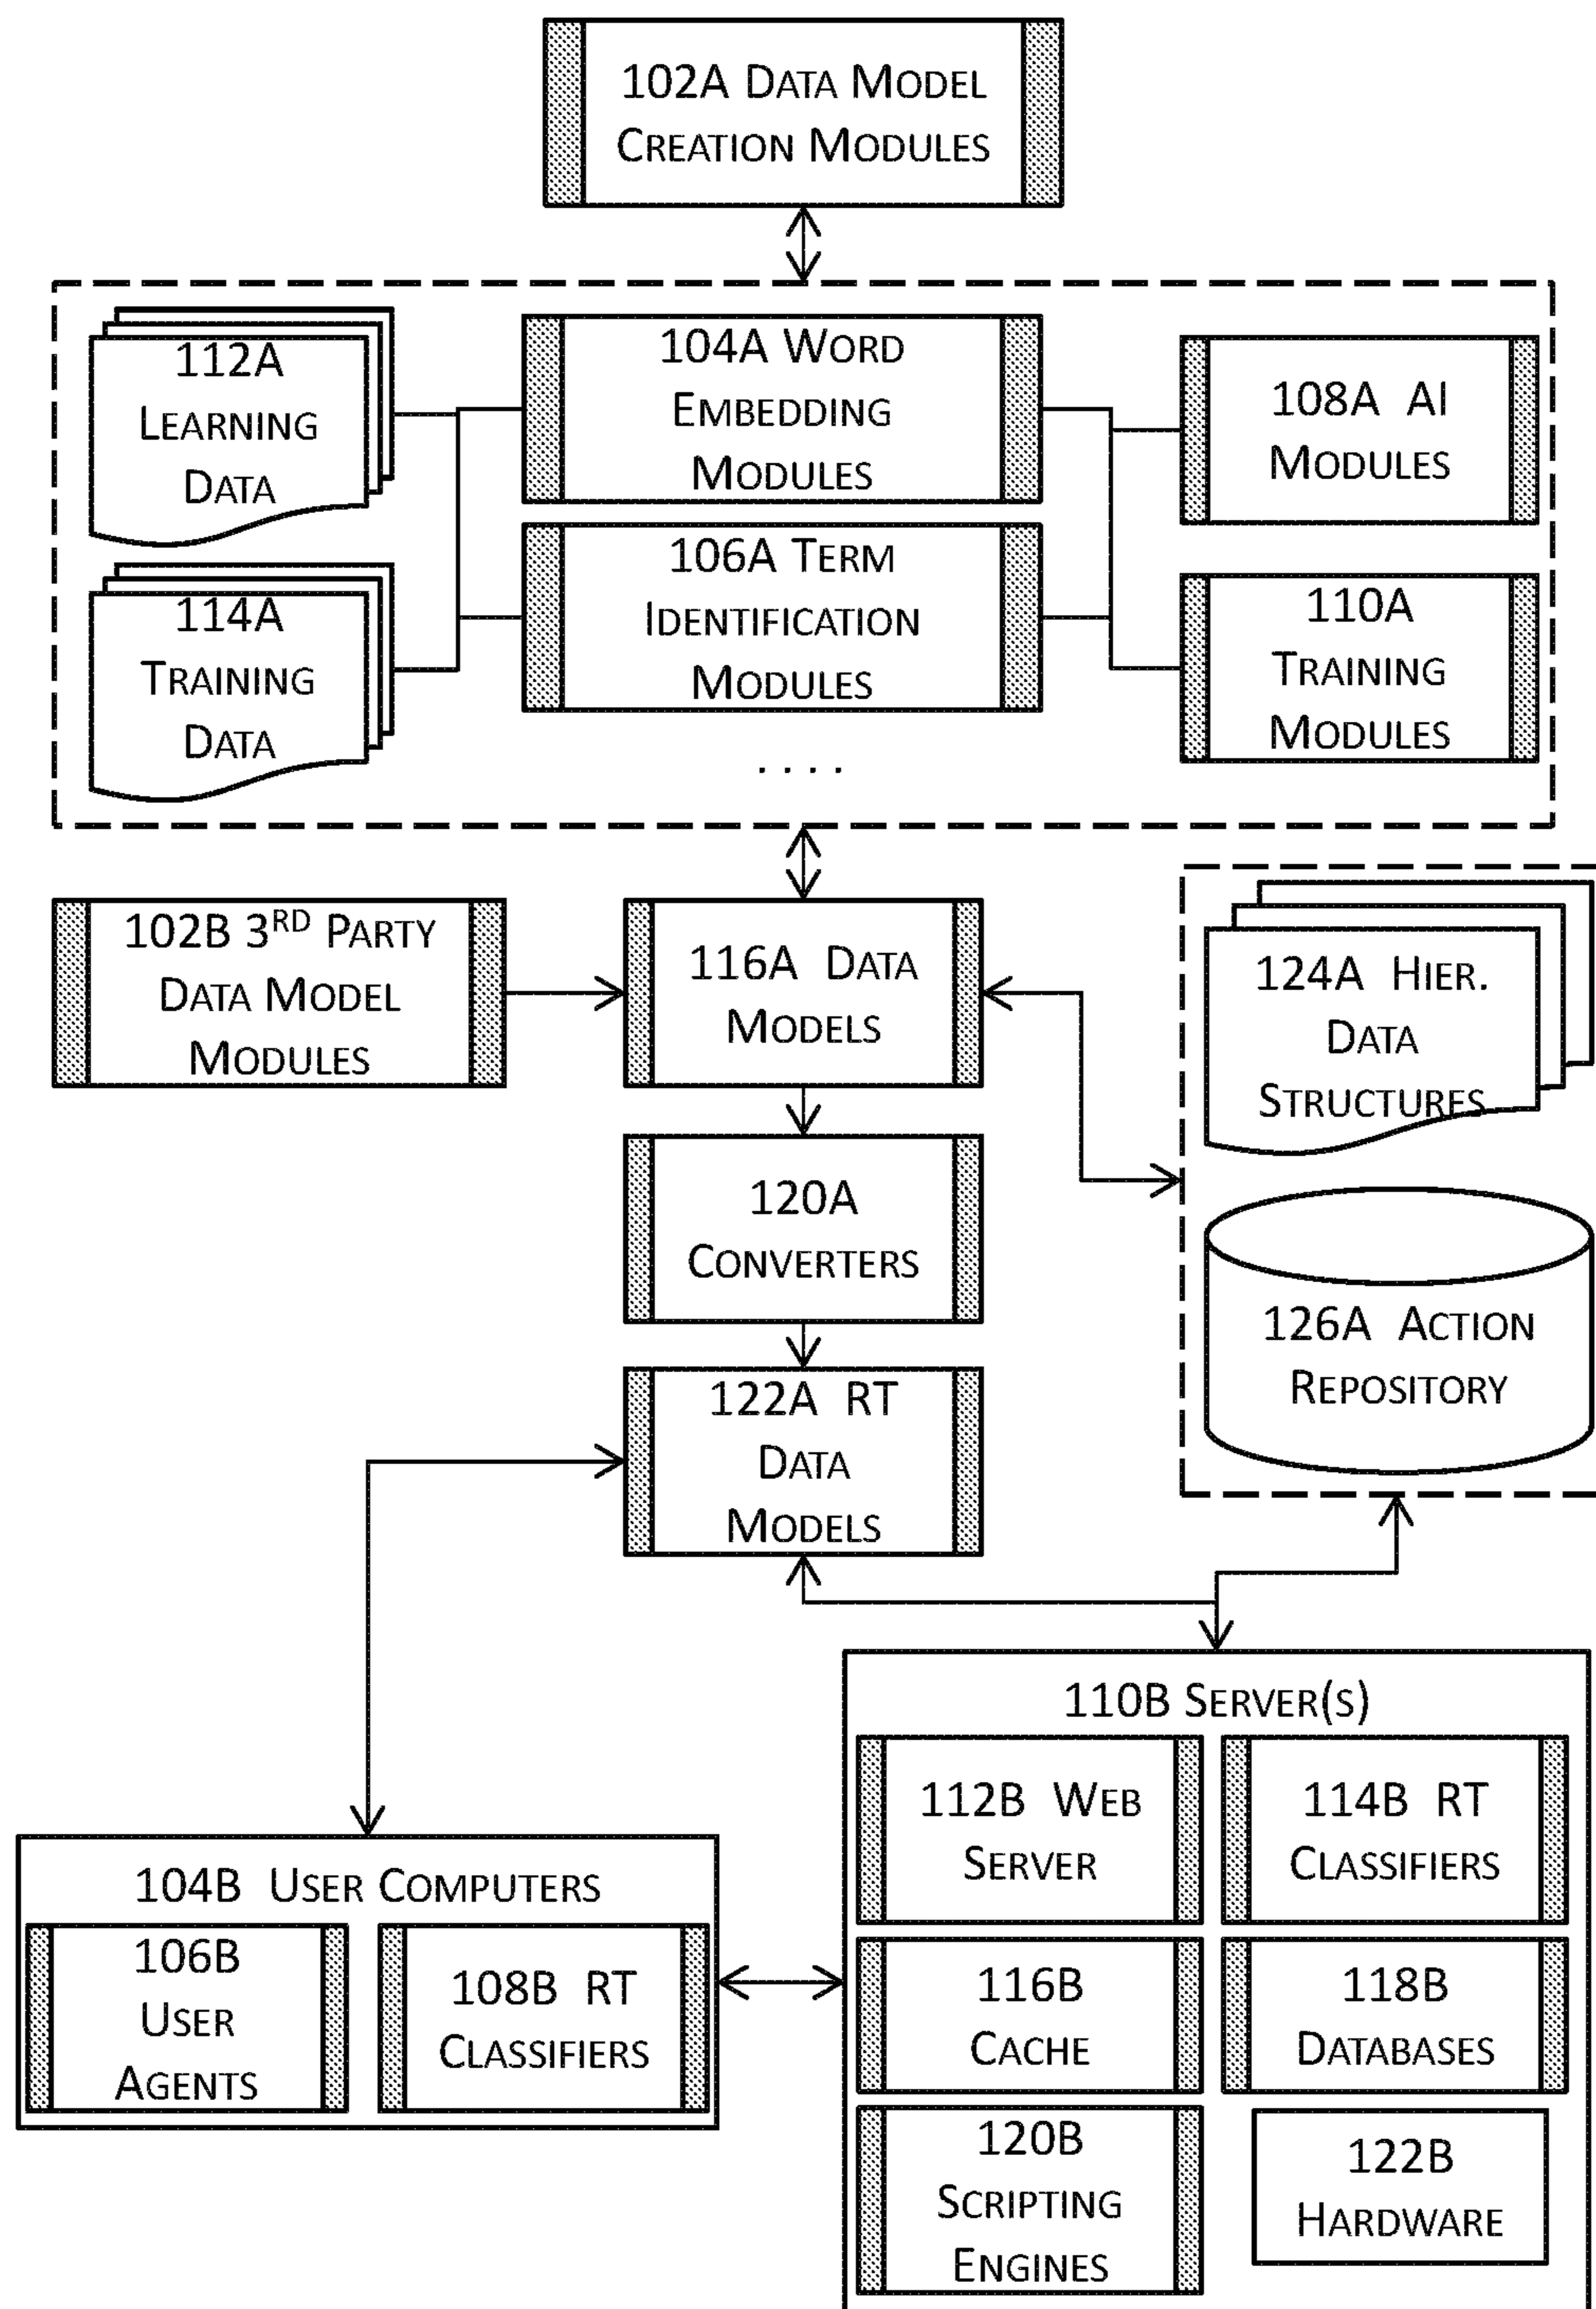 102A DATA MODEL
CREATION MODULES
112A
LEARNING
DATA
104A WORD
EMBEDDING
MODULES
108A AI
MODULES
114A
TRAINING
DATA
106A TERM
IDENTIFICATION
MODULES
110A
TRAINING
MODULES
. . . .
102B 3RD PARTY
DATA MODEL
MODULES
116A DATA
MODELS
124A HIER.
DATA
STRUCTURES
120A
CONVERTERS
126A ACTION
REPOSITORY
122A RT
DATA
MODELS
110B SERVER(S)
112B WEB
SERVER
114B RT
CLASSIFIERS
104B USER COMPUTERS
106B
USER
AGENTS
108B RT
CLASSIFIERS
116B
CACHE
118B
DATABASES
120B
SCRIPTING
ENGINES
122B
HARDWARE